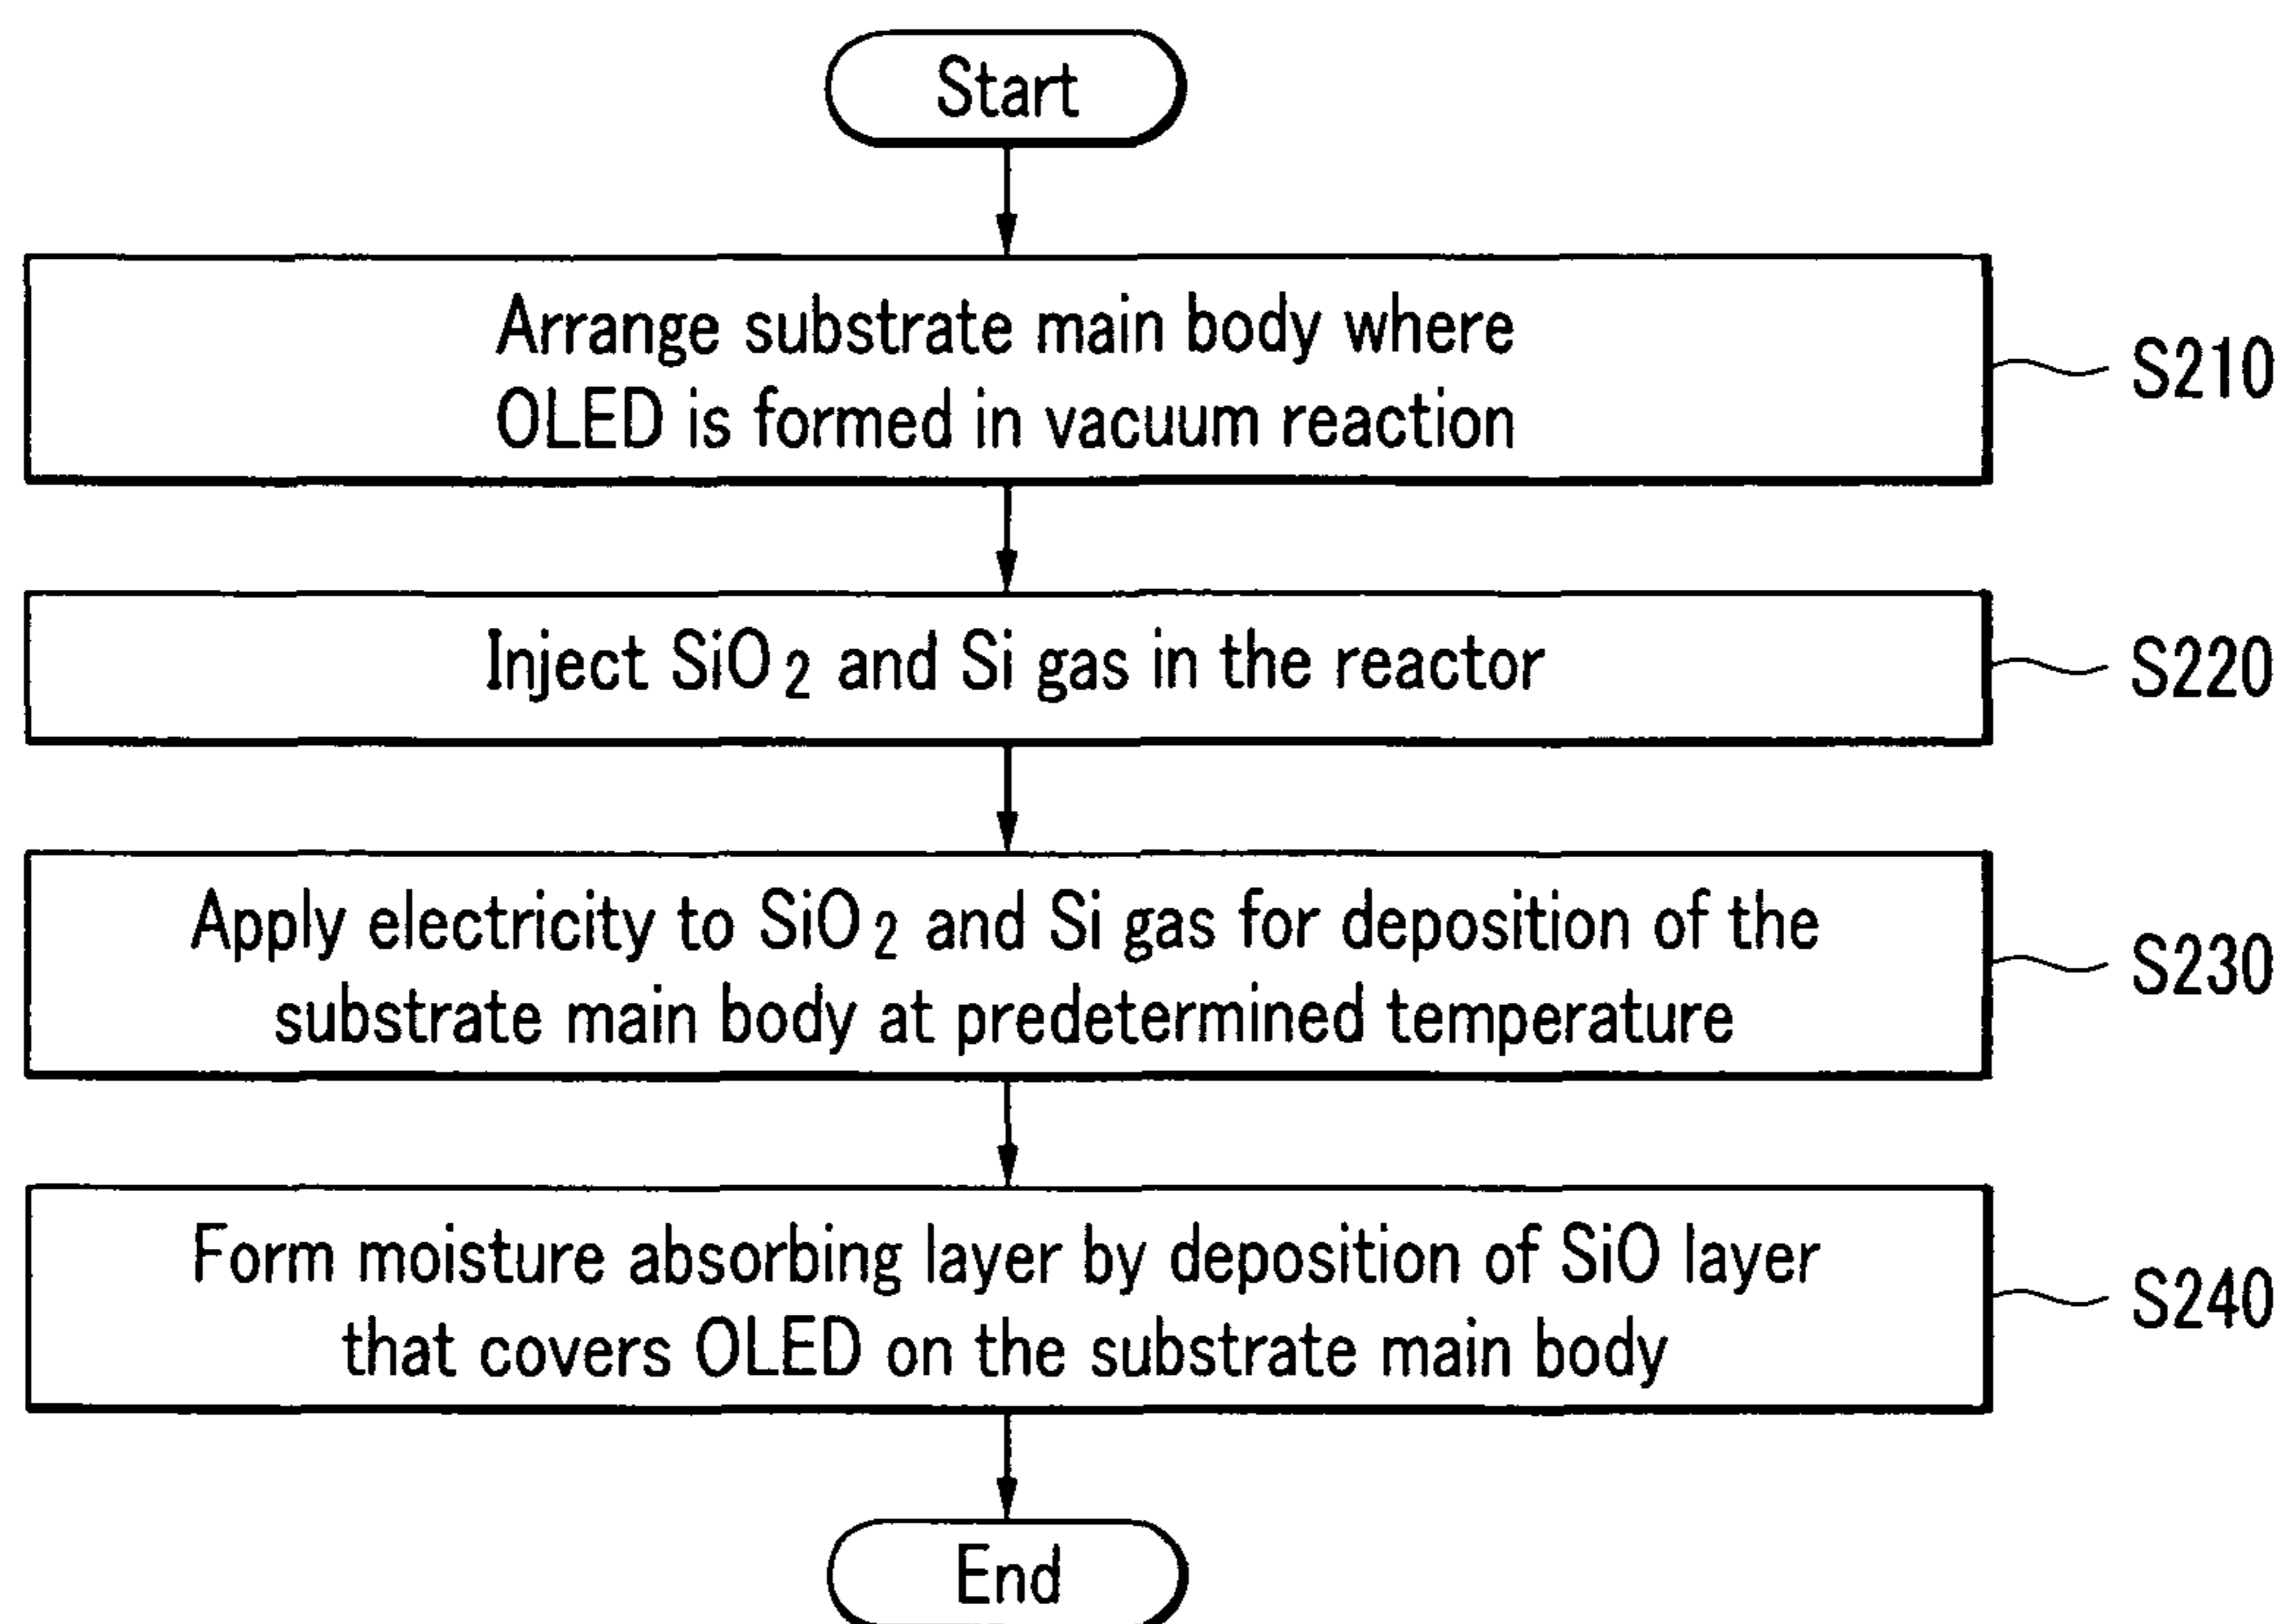 Start
Arrange substrate main body where
OLED is formed in vacuum reaction
S210
Inject SiO2 and Si gas in the reactor
S220
Apply electricity to SiO2 and Si gas for deposition of the
substrate main body at predetermined temperature
S230
Form moisture absorbing layer by deposition of SiO layer
that covers OLED on the substrate main body
S240
End